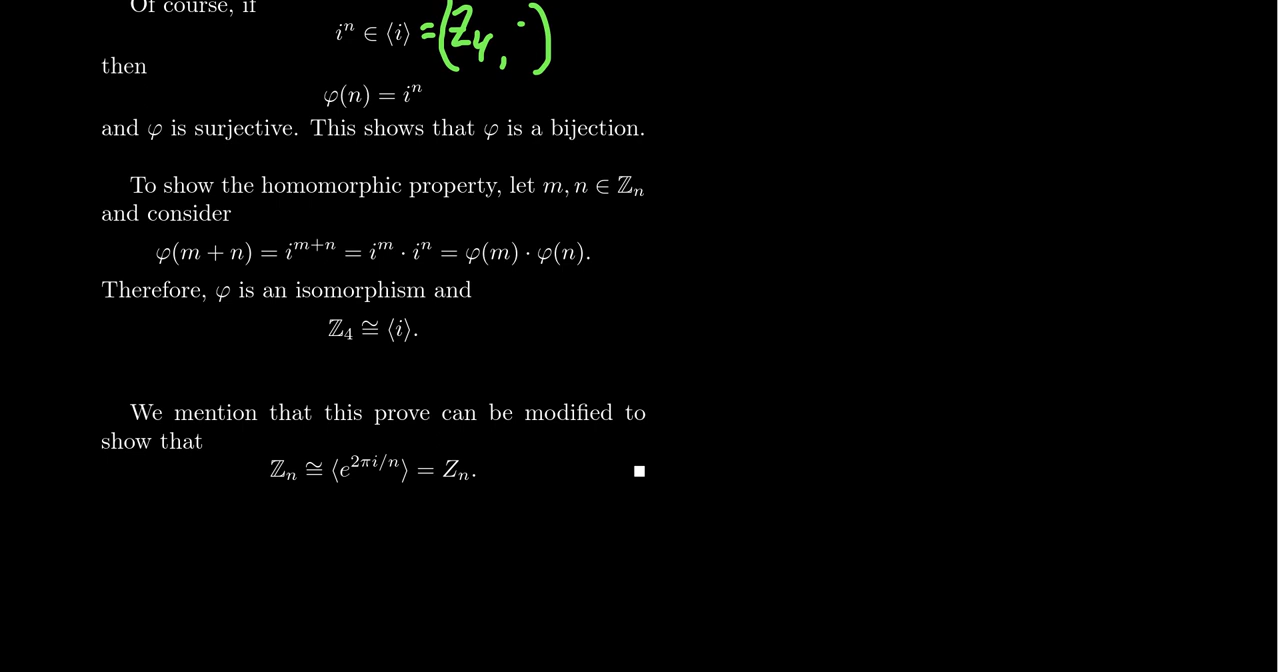 Of course, if
iⁿ ∈ ⟨i⟩ = (Z₄, ·)
then
φ(n) = iⁿ
and φ is surjective. This shows that φ is a bijection.
To show the homomorphic property, let m, n ∈ ℤₙ
and consider
φ(m + n) = iᵐ⁺ⁿ = iᵐ · iⁿ = φ(m) · φ(n).
Therefore, φ is an isomorphism and
ℤ₄ ≅ ⟨i⟩.
We mention that this prove can be modified to
show that
ℤₙ ≅ ⟨e^{2πi/n}⟩ = Zₙ. ■